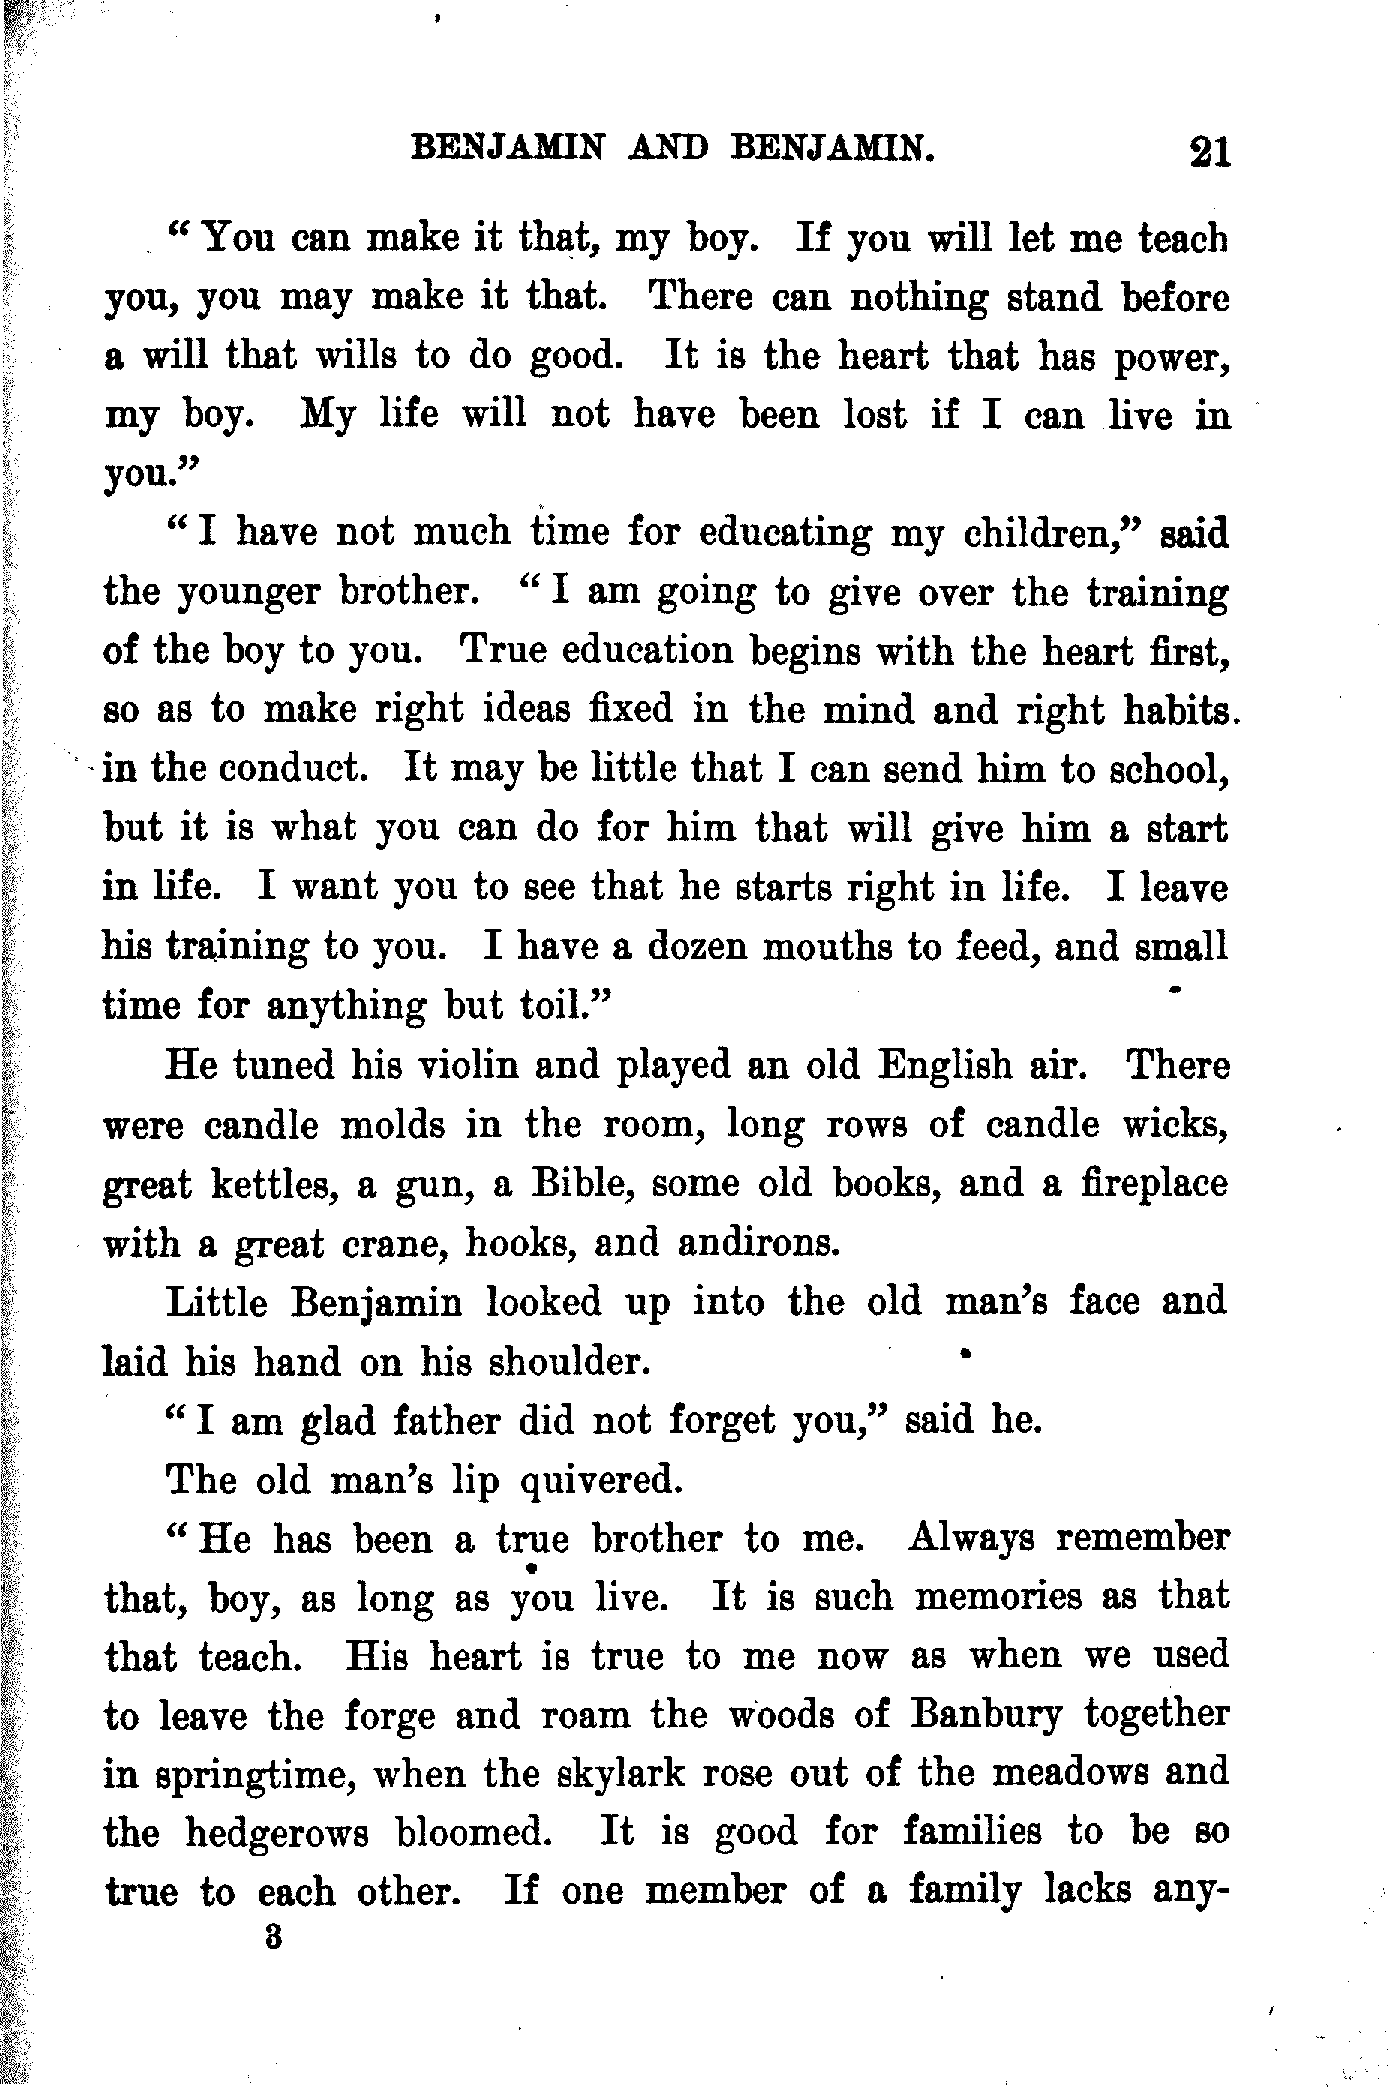 BENJAMIN AND BENJAMIN. 21
“ You can make it that, my boy. If you will let me teach
you, you may make it that. There can nothing stand before
a will that wills to do good. It is the heart that has power,
my boy. My life will not have been lost if I can live in
you.”
“ I have not much time for educating my children,” said
the younger brother. “ I am going to give over the training
of the boy to you. True education begins with the heart first,
so as to make right ideas fixed in the mind and right habits.
in the conduct. It may be little that I can send him to school,
but it is what you can do for him that will give him a start
in life. I want you to see that he starts right in life. I leave
his training to you. I have a dozen mouths to feed, and small
time for anything but toil.”
He tuned his violin and played an old English air. There
were candle molds in the room, long rows of candle wicks,
great kettles, a gun, a Bible, some old books, and a fireplace
with a great crane, hooks, and andirons.
Little Benjamin looked up into the old man’s face and
laid his hand on his shoulder.
“ I am glad father did not forget you,” said he.
The old man’s lip quivered.
“ He has been a true brother to me. Always remember
that, boy, as long as you live. It is such memories as that
that teach. His heart is true to me now as when we used
to leave the forge and roam the woods of Banbury together
in springtime, when the skylark rose out of the meadows and
the hedgerows bloomed. It is good for families to be so
true to each other. If one member of a family lacks any-
3